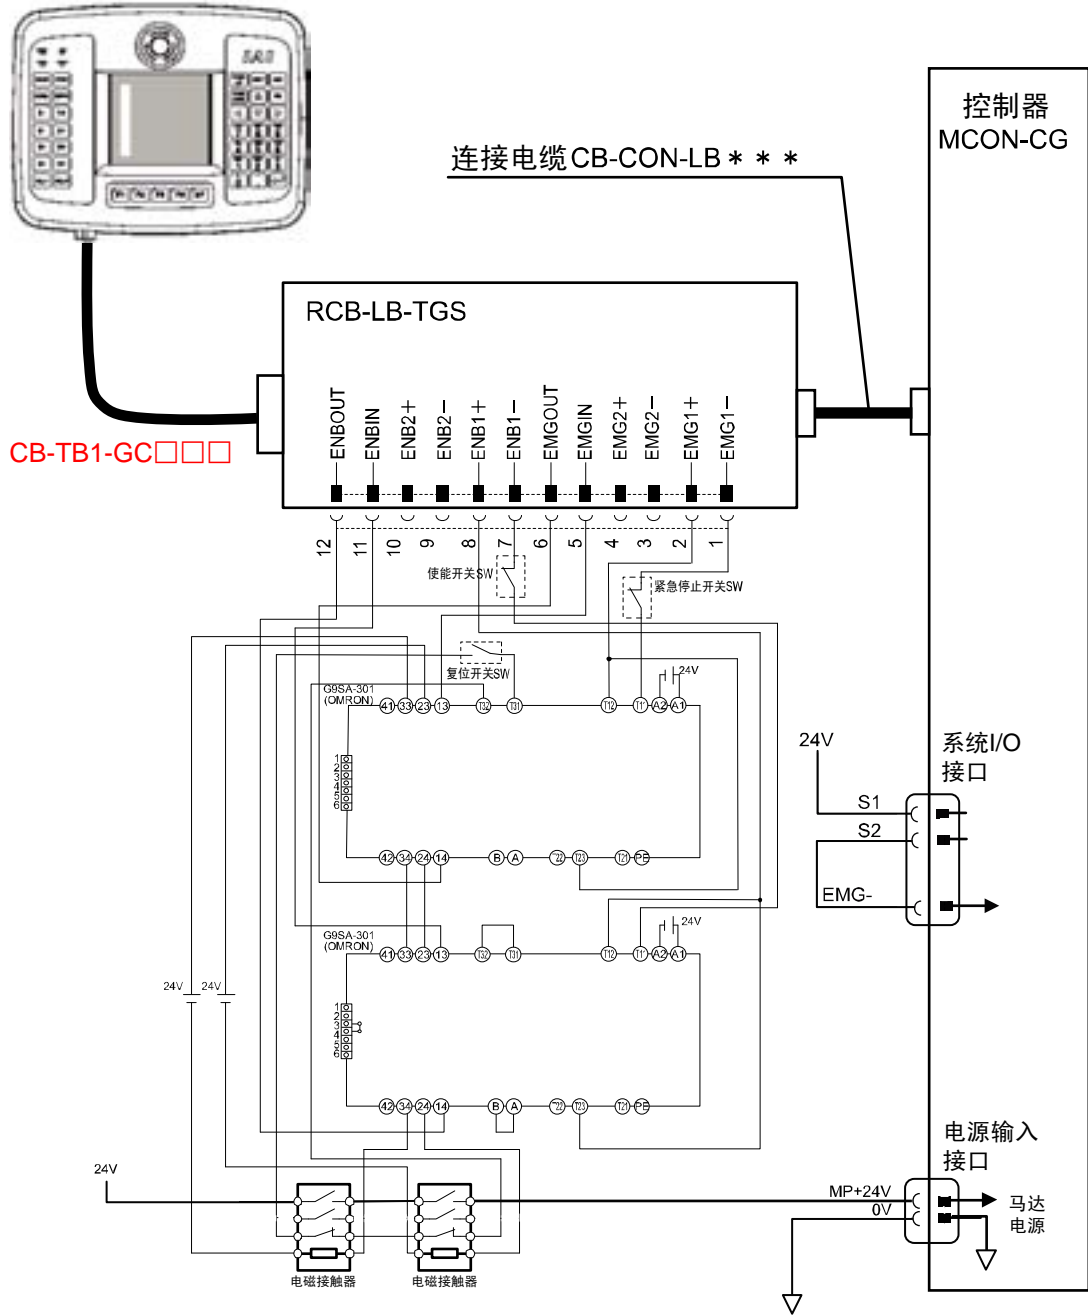 IAI
控制器
MCON-CG
连接电缆CB-CON-LB＊＊＊
RCB-LB-TGS
ENBOUT
ENBIN
ENB2+
ENB2-
ENB1+
ENB1-
EMGOUT
EMGIN
EMG2+
EMG2-
EMG1+
EMG1-
CB-TB1-GC□□□
12
11
10
9
8
7
6
5
4
3
2
1
使能开关SW
紧急停止开关SW
复位开关SW
24V
G9SA-301
(OMRON)
41 33 23 13 T32 T31 T12 T11 A2 A1
1
2
3
4
5
6
42 34 24 14 B A T22 T23 T21 PE
24V
系统I/O
接口
S1
S2
EMG-
24V
G9SA-301
(OMRON)
41 33 23 13 T32 T31 T12 T11 A2 A1
24V 24V
1
2
3
4
5
6
42 34 24 14 B A T22 T23 T21 PE
电源输入
接口
24V
MP+24V
0V
马达
电源
电磁接触器
电磁接触器